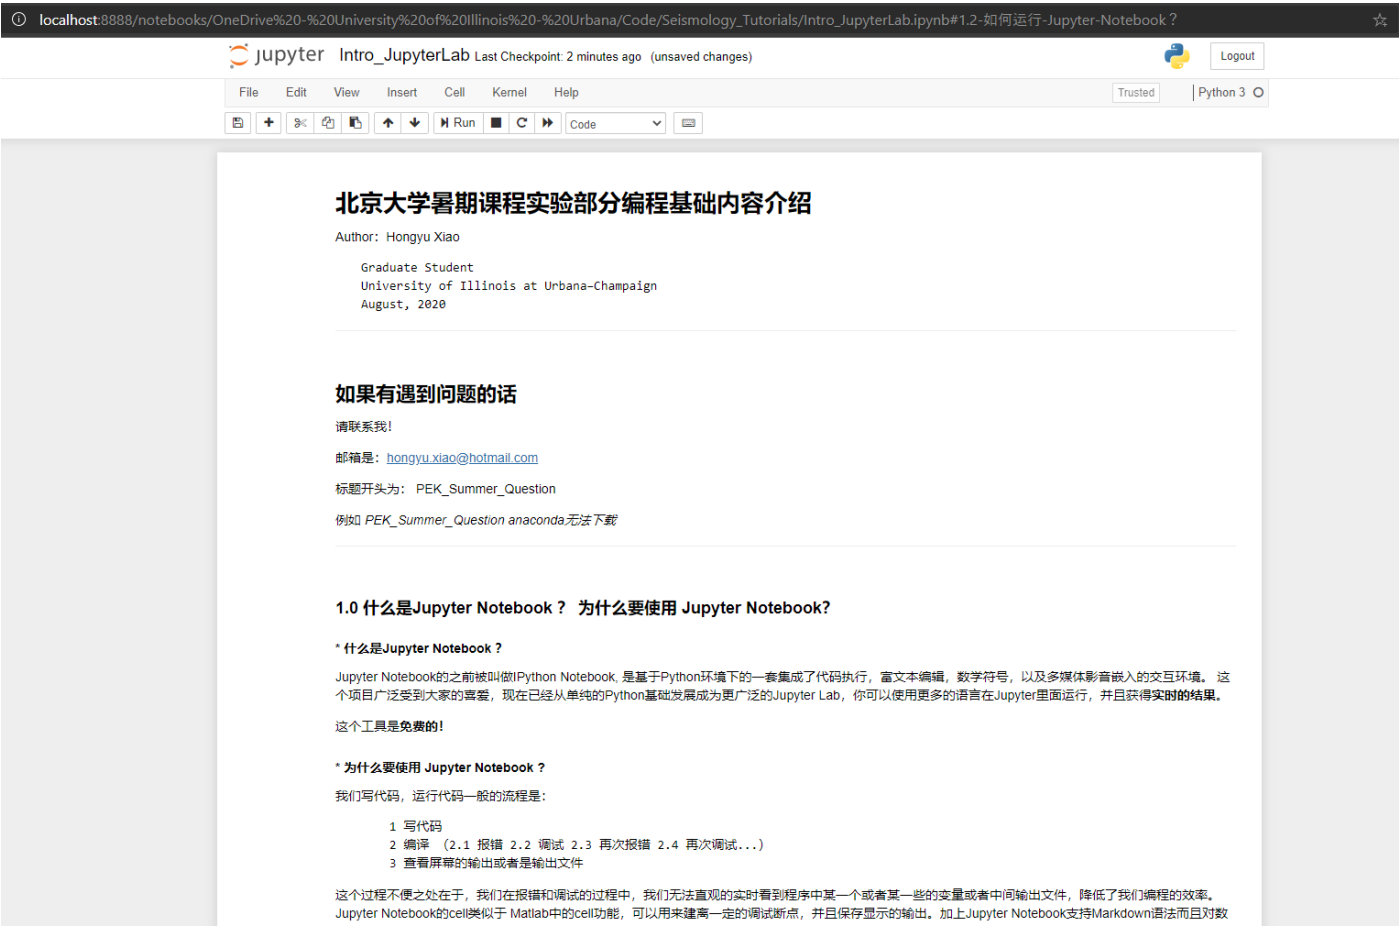 localhost:8888/notebooks/OneDrive%20-%20University%20of%20Illinois%20-%20Urbana/Code/Seismology_Tutorials/Intro_JupyterLab.ipynb#1.2-如何运行-Jupyter-Notebook？
jupyter Intro_JupyterLab Last Checkpoint: 2 minutes ago (unsaved changes) Logout
File Edit View Insert Cell Kernel Help Trusted Python 3
Run Code
北京大学暑期课程实验部分编程基础内容介绍
Author：Hongyu Xiao
Graduate Student
University of Illinois at Urbana-Champaign
August, 2020
如果有遇到问题的话
请联系我！
邮箱是：hongyu.xiao@hotmail.com
标题开头为： PEK_Summer_Question
例如 PEK_Summer_Question anaconda无法下载
1.0 什么是Jupyter Notebook？ 为什么要使用 Jupyter Notebook?
* 什么是Jupyter Notebook？
Jupyter Notebook的之前被叫做IPython Notebook, 是基于Python环境下的一套集成了代码执行，富文本编辑，数学符号，以及多媒体影音嵌入的交互环境。 这
个项目广泛受到大家的喜爱，现在已经从单纯的Python基础发展成为更广泛的Jupyter Lab，你可以使用更多的语言在Jupyter里面运行，并且获得实时的结果。
这个工具是免费的！
* 为什么要使用 Jupyter Notebook？
我们写代码，运行代码一般的流程是：
1 写代码
2 编译 （2.1 报错 2.2 调试 2.3 再次报错 2.4 再次调试...）
3 查看屏幕的输出或者是输出文件
这个过程不便之处在于，我们在报错和调试的过程中，我们无法直观的实时看到程序中某一个或者某一些的变量或者中间输出文件，降低了我们编程的效率。
Jupyter Notebook的cell类似于 Matlab中的cell功能，可以用来建离一定的调试断点，并且保存显示的输出。加上Jupyter Notebook支持Markdown语法而且对数